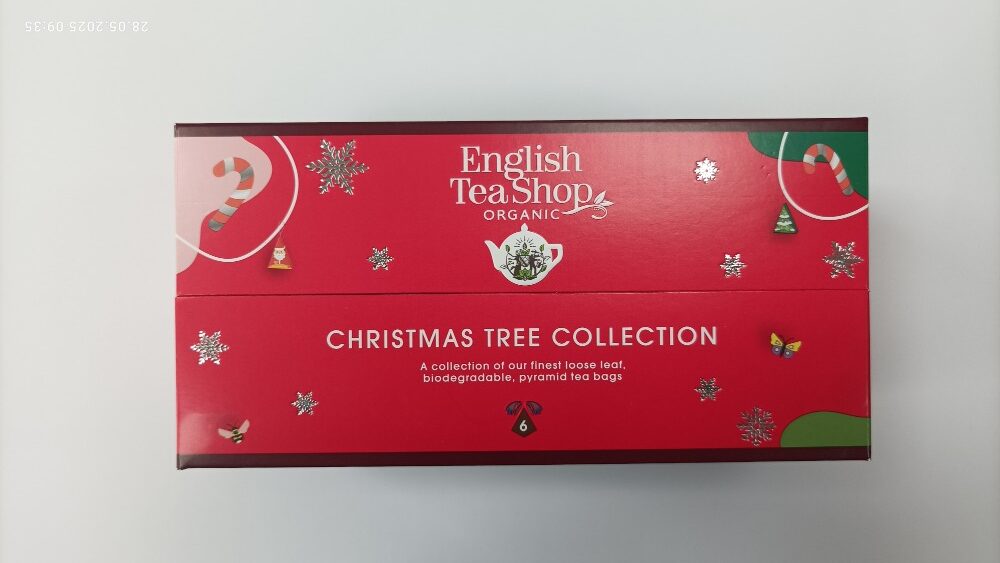 28.05.2025 09:35
English
Tea Shop
ORGANIC
CHRISTMAS TREE COLLECTION
A collection of our finest loose leaf,
biodegradable, pyramid tea bags
6